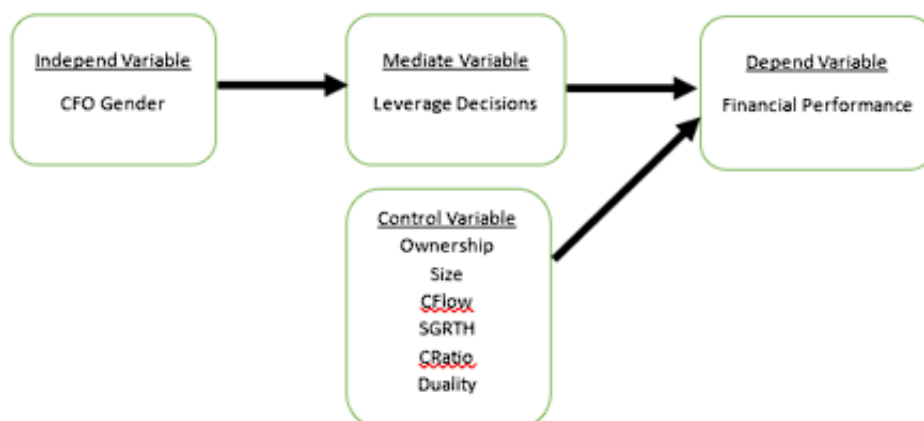 Independ Variable
CFO Gender
Mediate Variable
Leverage Decisions
Depend Variable
Financial Performance
Control Variable
Ownership
Size
CFlow
SGRTH
CRatio
Duality